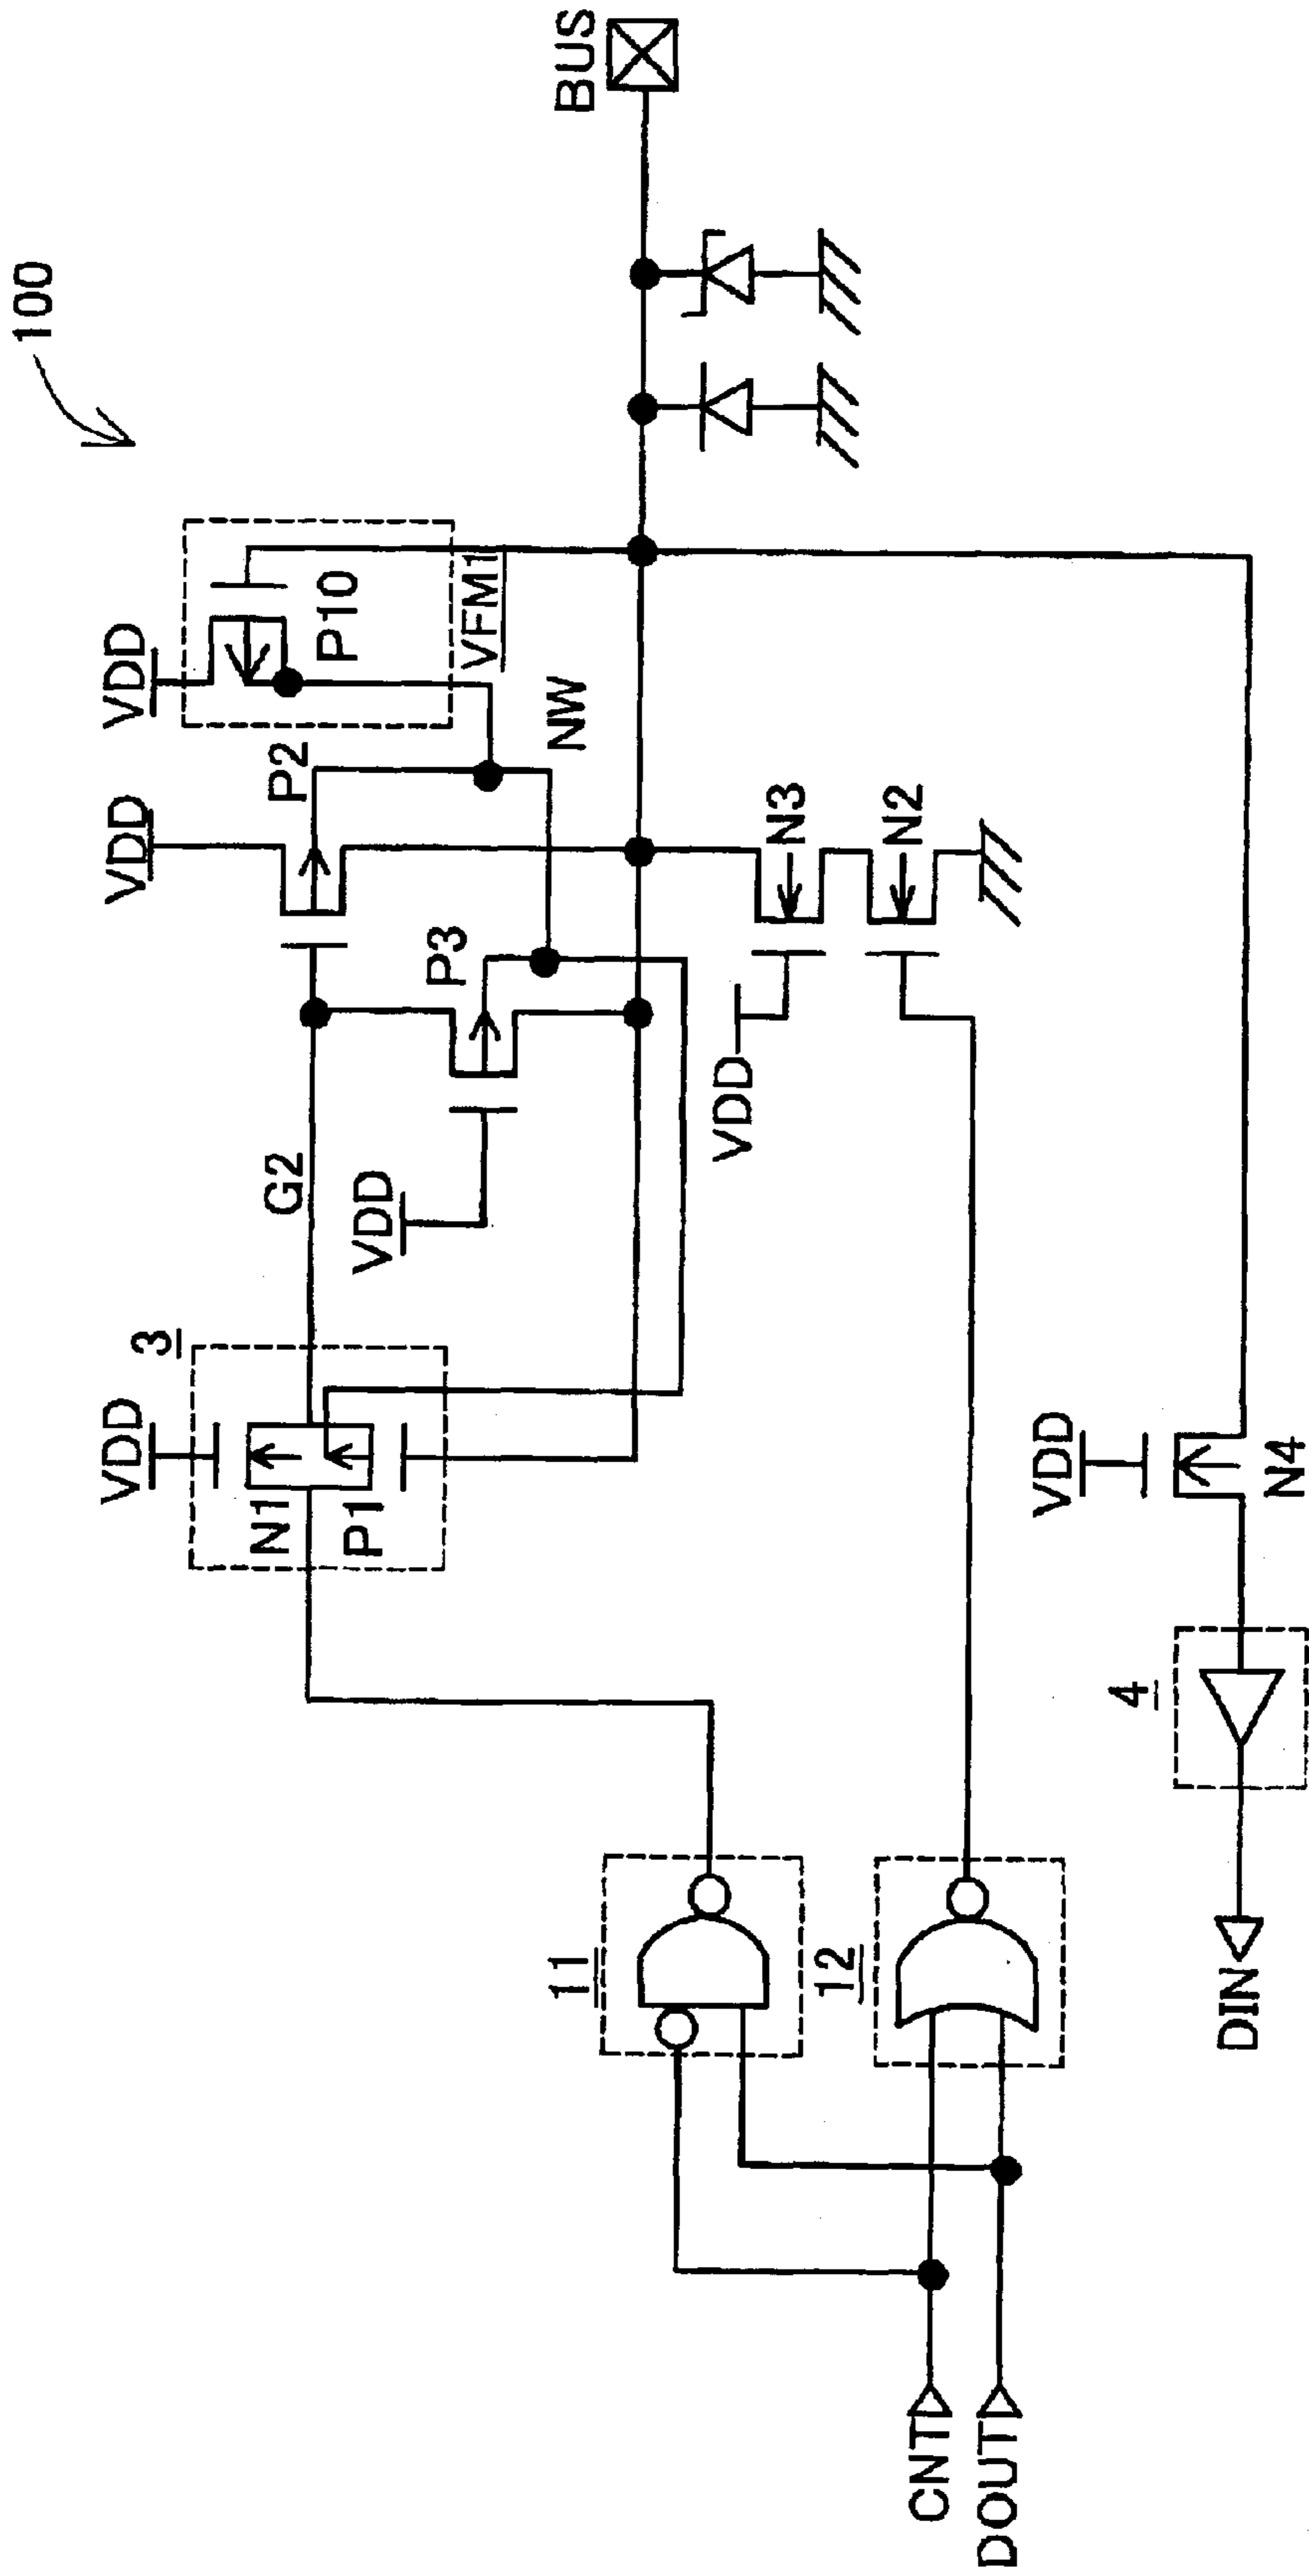 100
VDD
VDD
VDD
3
P2
P10
VFM1
N1
P1
G2
P3
NW
BUS
VDD
VDD
N3
N2
11
12
CNT
DOUT
VDD
4
N4
DIN